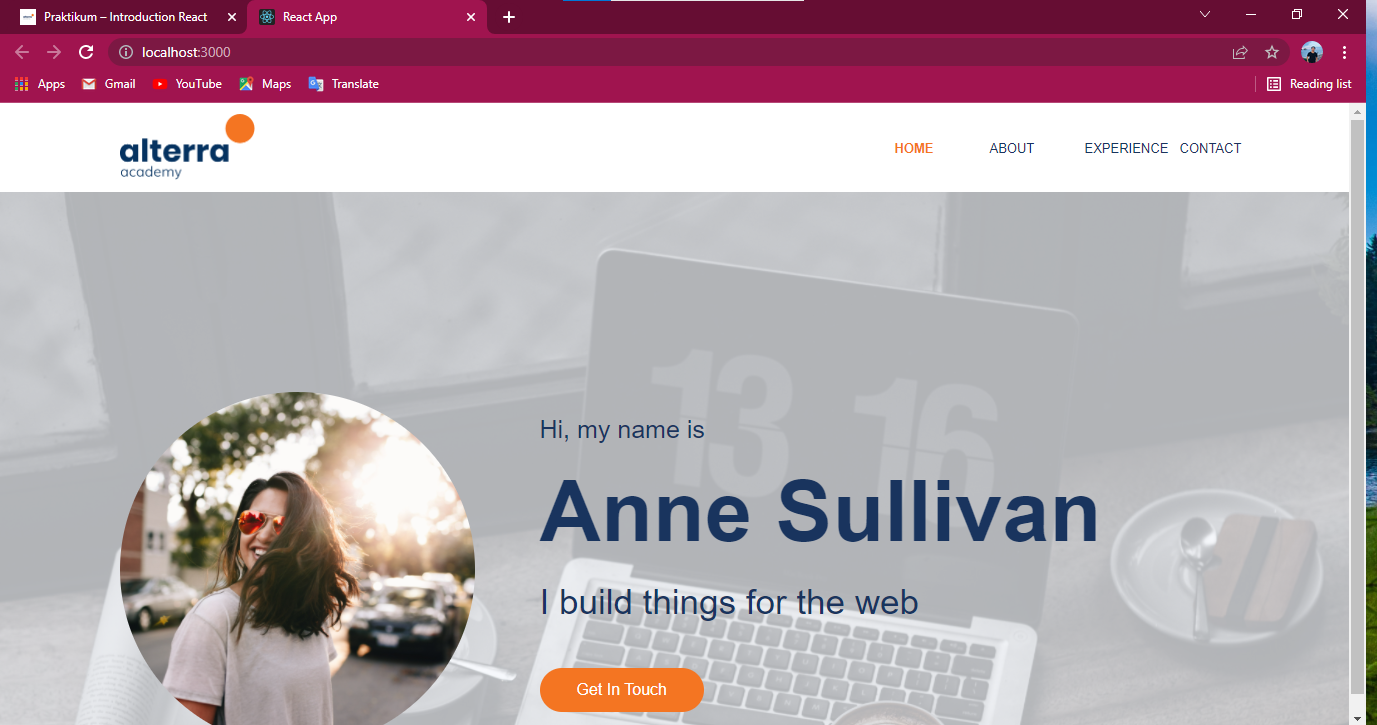 Praktikum – Introduction React
React App
localhost:3000
Apps Gmail YouTube Maps Translate Reading list
alterra
academy
HOME ABOUT EXPERIENCE CONTACT
13 16
Hi, my name is
Anne Sullivan
I build things for the web
Get In Touch